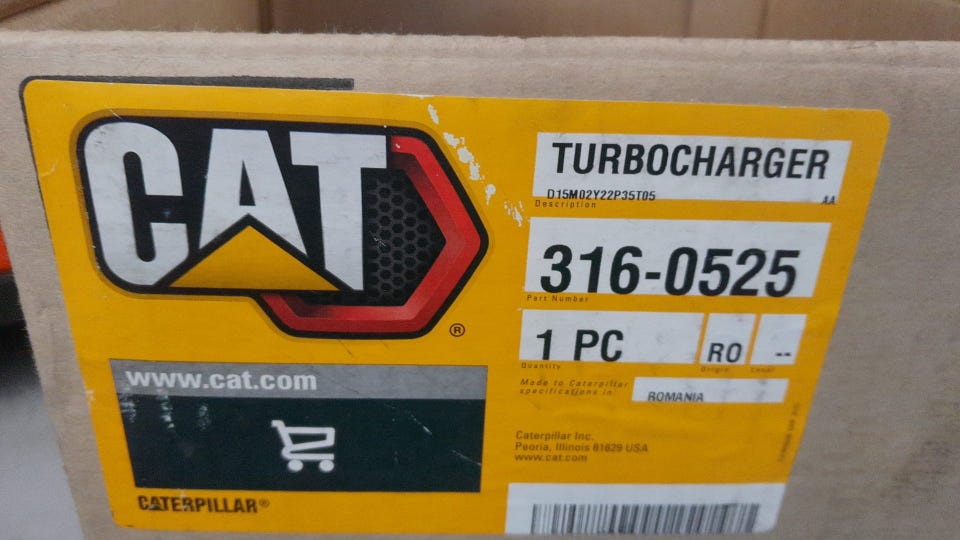 CAT
®
www.cat.com
CATERPILLAR®
TURBOCHARGER
D15M02Y22P35T05 AA
Description
316-0525
Part Number
1 PC RO --
Quantity Origin Level
Made to Caterpillar
specifications in: ROMANIA
Caterpillar Inc.
Peoria, Illinois 61629 USA
www.cat.com